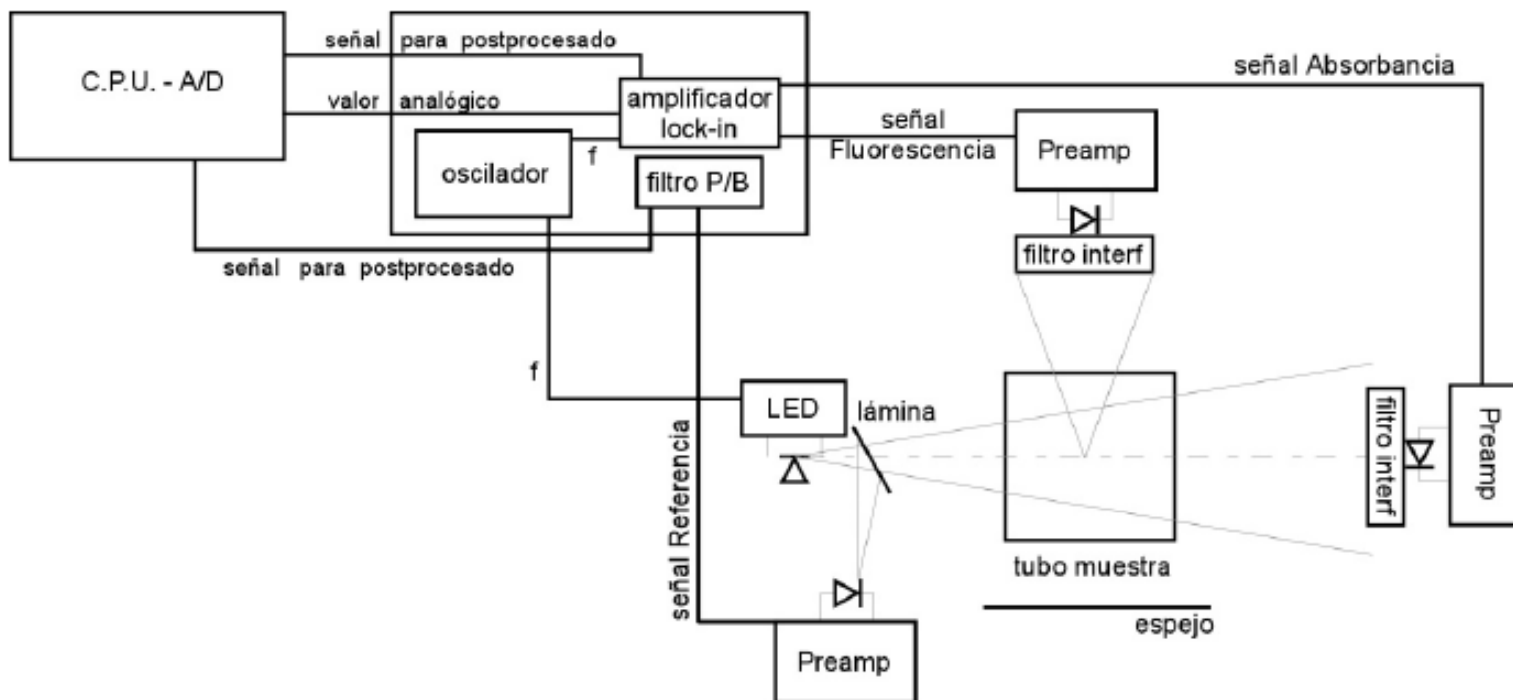 señal para postprocesado
señal Absorbancia
C.P.U. - A/D
valor analógico
amplificador
lock-in
señal
Fluorescencia
Preamp
f
oscilador
filtro P/B
filtro interf
señal para postprocesado
f
LED
lámina
filtro interf
Preamp
señal Referencia
tubo muestra
espejo
Preamp